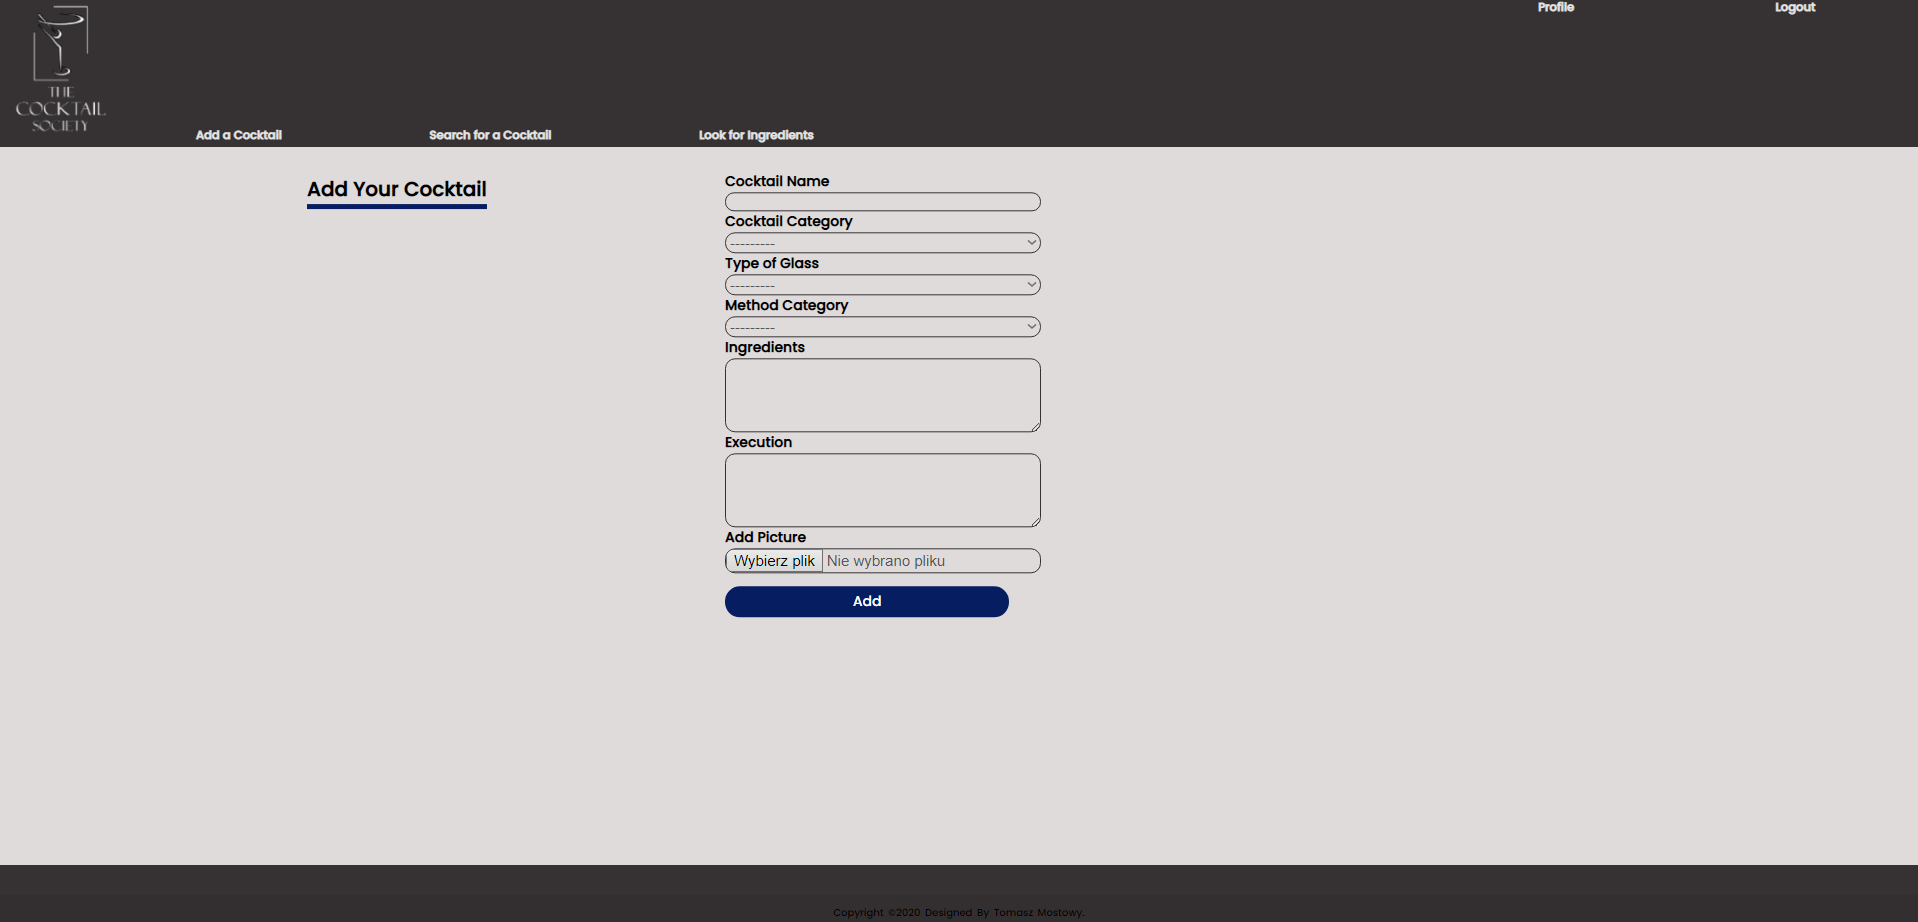 Profile
Logout
THE
COCKTAIL
SOCIETY
Add a Cocktail
Search for a Cocktail
Look for Ingredients
Add Your Cocktail
Cocktail Name
Cocktail Category
---------
Type of Glass
---------
Method Category
---------
Ingredients
Execution
Add Picture
Wybierz plik Nie wybrano pliku
Add
Copyright ©2020 Designed By Tomasz Mostowy.